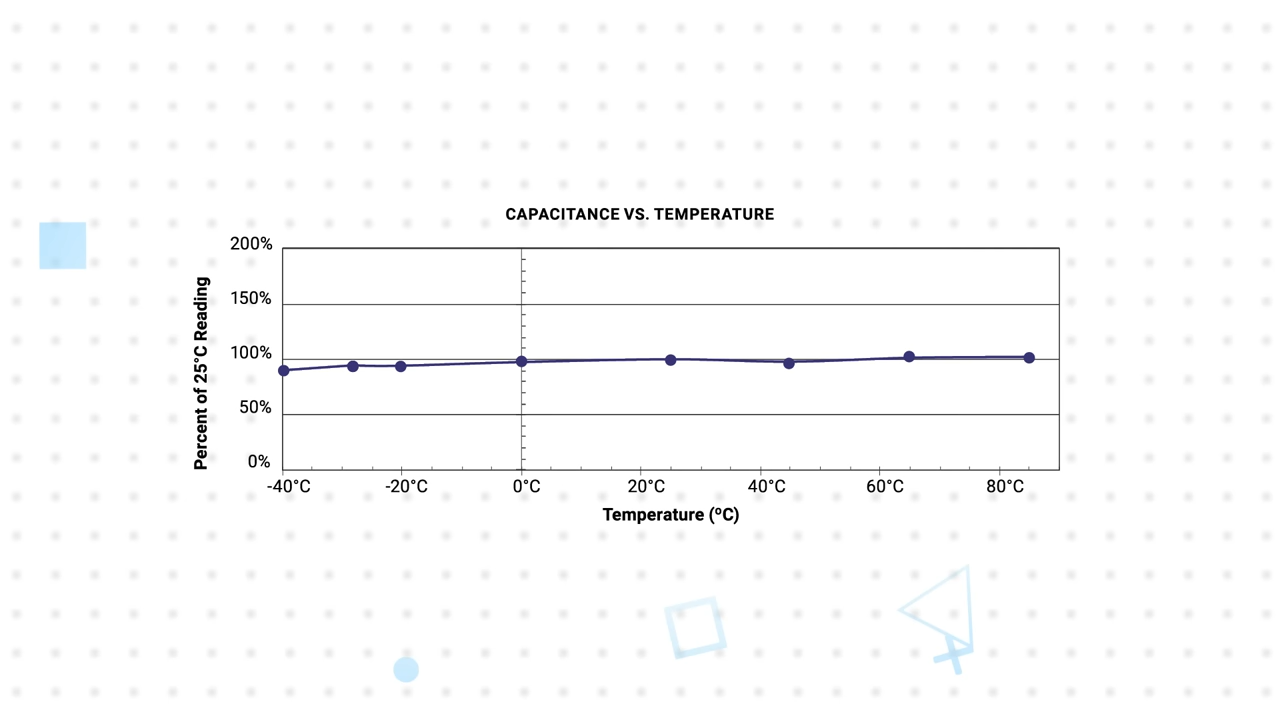 CAPACITANCE VS. TEMPERATURE
200%
150%
100%
50%
0%
Percent of 25°C Reading
-40°C -20°C 0°C 20°C 40°C 60°C 80°C
Temperature (ºC)